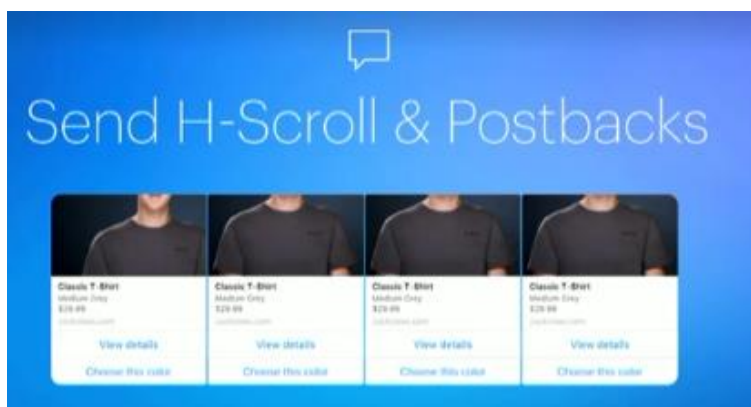 Send H-Scroll & Postbacks
Classic T-Shirt
Medium Grey
$29.99
View details
Choose this color
Classic T-Shirt
Medium Grey
$29.99
View details
Choose this color
Classic T-Shirt
Medium Grey
$29.99
View details
Choose this color
Classic T-Shirt
Medium Grey
$29.99
View details
Choose this color